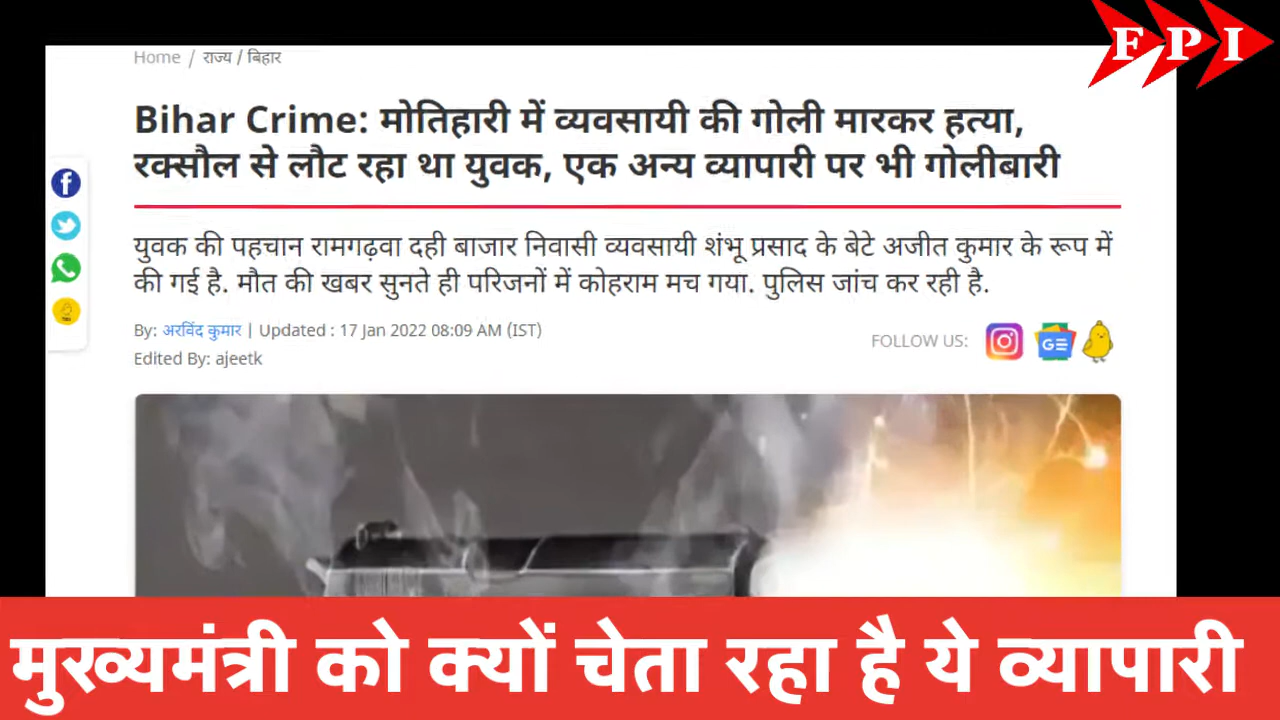 FPI
Home / राज्य / बिहार
Bihar Crime: मोतिहारी में व्यवसायी की गोली मारकर हत्या,
रक्सौल से लौट रहा था युवक, एक अन्य व्यापारी पर भी गोलीबारी
युवक की पहचान रामगढ़वा दही बाजार निवासी व्यवसायी शंभू प्रसाद के बेटे अजीत कुमार के रूप में
की गई है. मौत की खबर सुनते ही परिजनों में कोहराम मच गया. पुलिस जांच कर रही है.
By: अरविंद कुमार | Updated : 17 Jan 2022 08:09 AM (IST)
FOLLOW US:
Edited By: ajeetk
मुख्यमंत्री को क्यों चेता रहा है ये व्यापारी